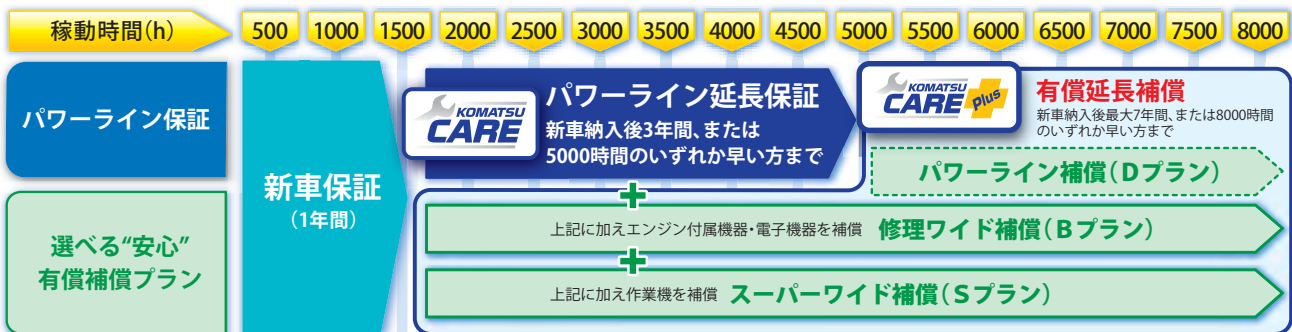 稼動時間(h)
500 1000 1500 2000 2500 3000 3500 4000 4500 5000 5500 6000 6500 7000 7500 8000
パワーライン保証
新車保証
(1年間)
KOMATSU
CARE
パワーライン延長保証
新車納入後3年間、または
5000時間のいずれか早い方まで
KOMATSU
CARE Plus
有償延長補償
新車納入後最大7年間、または8000時間
のいずれか早い方まで
パワーライン補償(Dプラン)
選べる“安心”
有償補償プラン
+
上記に加えエンジン付属機器・電子機器を補償 修理ワイド補償(Bプラン)
+
上記に加え作業機を補償 スーパーワイド補償(Sプラン)